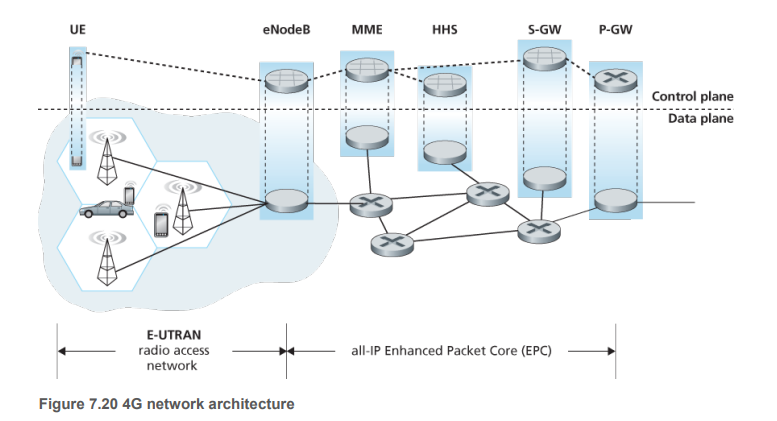 UE eNodeB MME HHS S-GW P-GW
Control plane
Data plane
E-UTRAN
radio access
network
all-IP Enhanced Packet Core (EPC)
Figure 7.20 4G network architecture